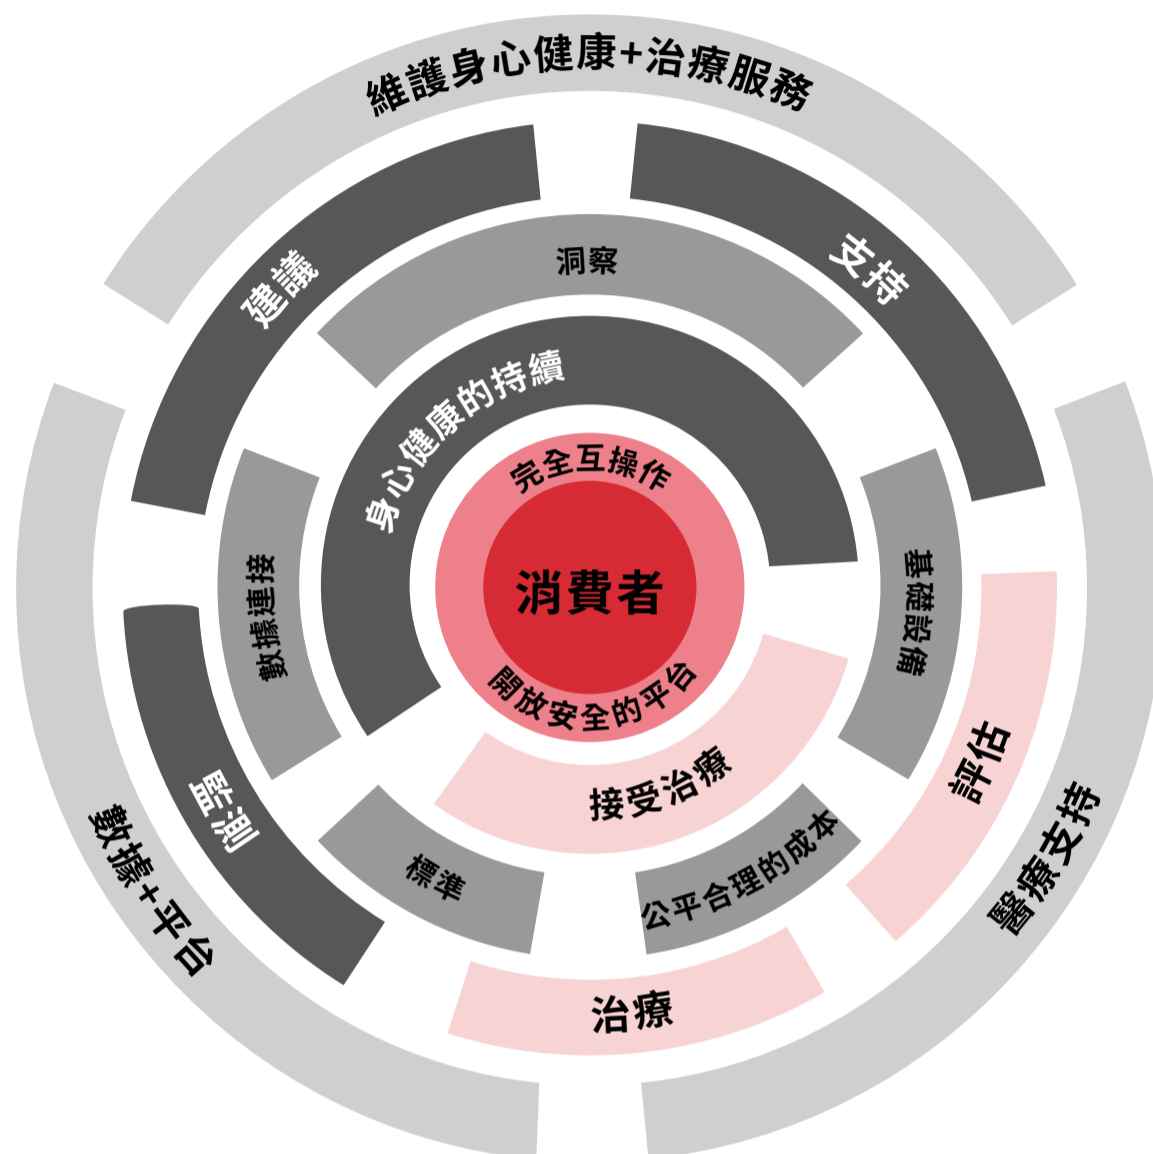 維護身心健康+治療服務
建議
支持
洞察
身心健康的持續
完全互操作
消費者
開放安全的平台
數據連接
基礎設備
接受治療
評估
監測
標準
公平合理的成本
治療
數據+平台
醫療支持